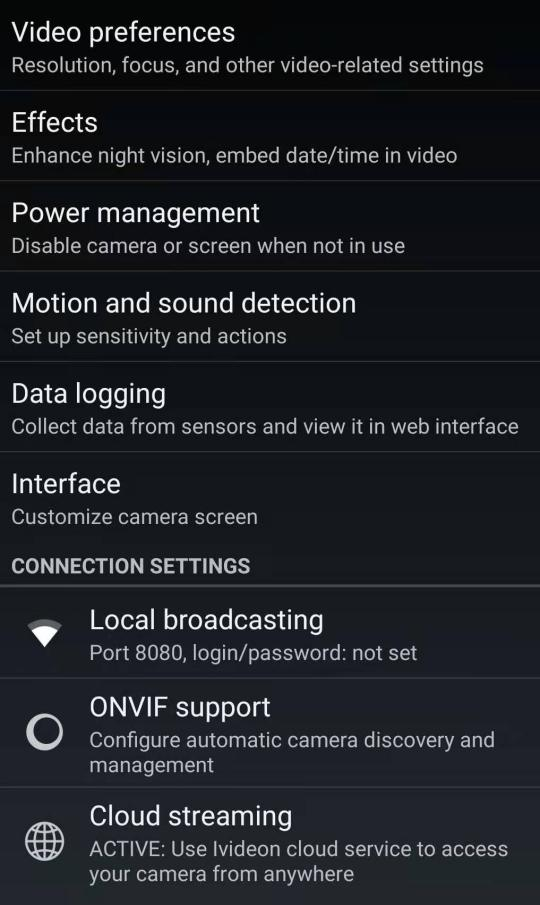 Video preferences
Resolution, focus, and other video-related settings
Effects
Enhance night vision, embed date/time in video
Power management
Disable camera or screen when not in use
Motion and sound detection
Set up sensitivity and actions
Data logging
Collect data from sensors and view it in web interface
Interface
Customize camera screen
CONNECTION SETTINGS
Local broadcasting
Port 8080, login/password: not set
ONVIF support
Configure automatic camera discovery and
management
Cloud streaming
ACTIVE: Use Ivideon cloud service to access
your camera from anywhere